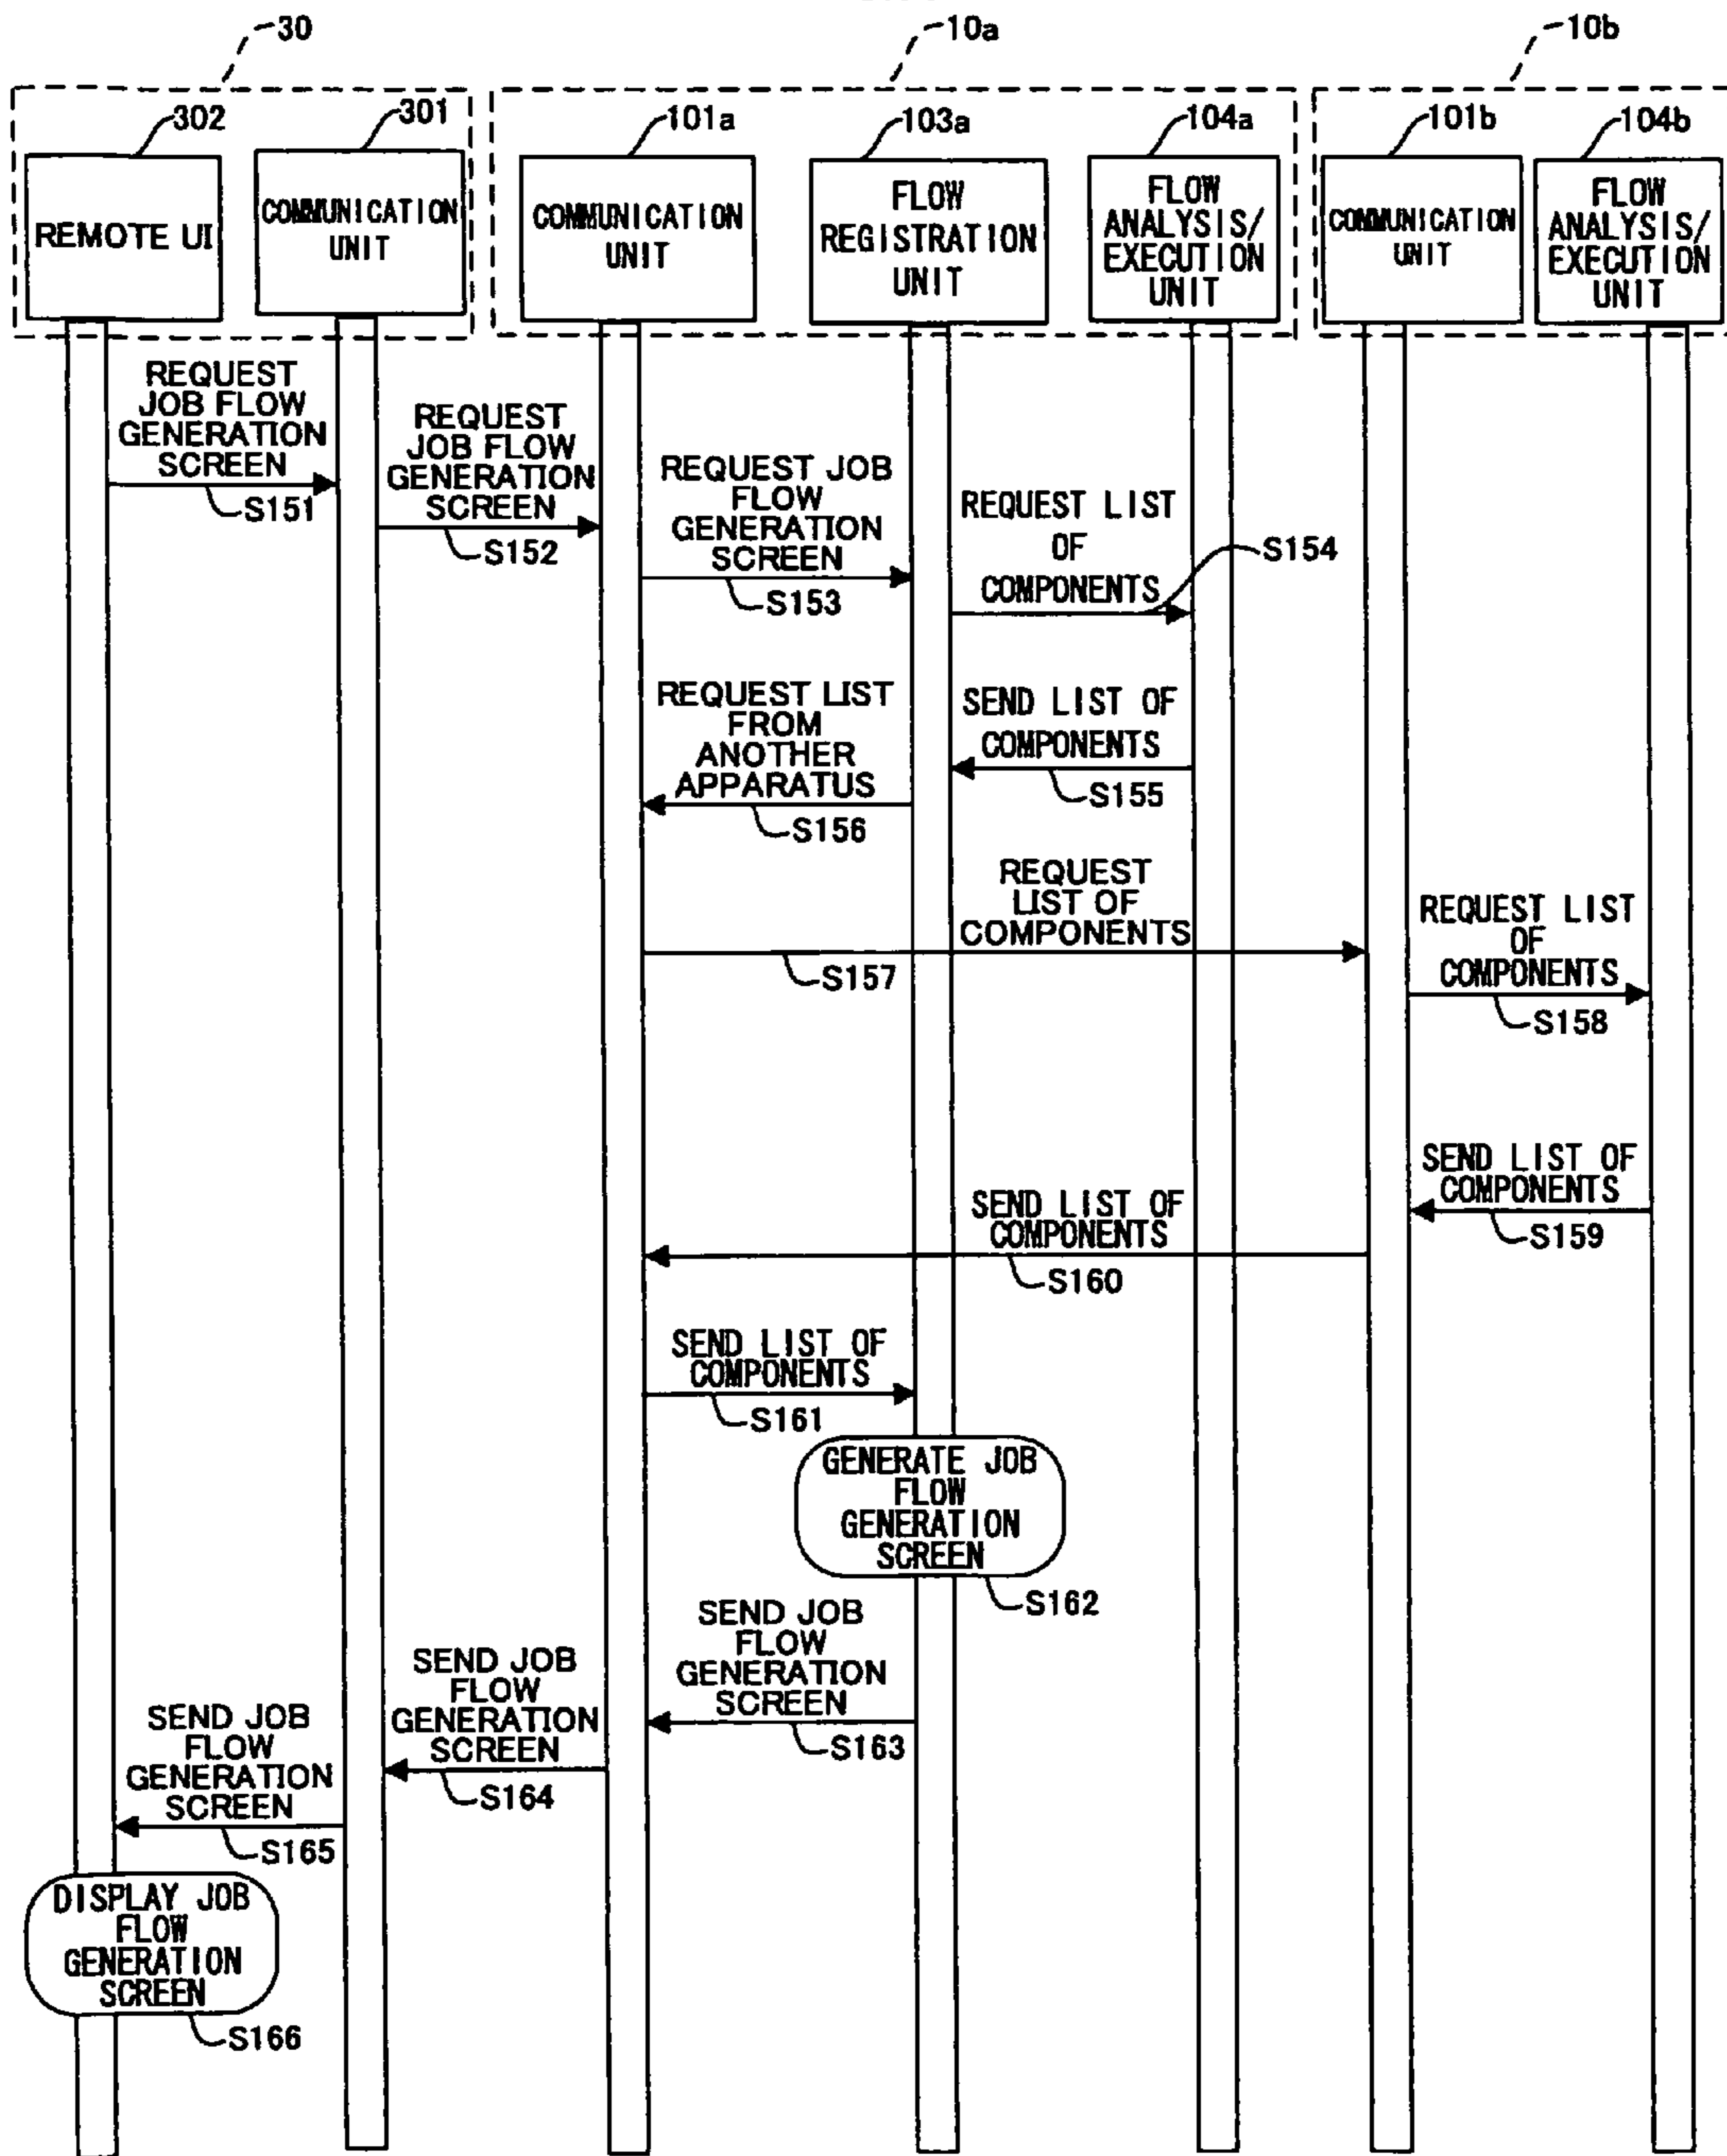 30
10a
10b
302
301
101a
103a
104a
101b
104b
REMOTE UI
COMMUNICATION
UNIT
COMMUNICATION
UNIT
FLOW
REGISTRATION
UNIT
FLOW
ANALYSIS/
EXECUTION
UNIT
COMMUNICATION
UNIT
FLOW
ANALYSIS/
EXECUTION
UNIT
REQUEST
JOB FLOW
GENERATION
SCREEN
S151
REQUEST
JOB FLOW
GENERATION
SCREEN
S152
REQUEST JOB
FLOW
GENERATION
SCREEN
S153
REQUEST LIST
OF
COMPONENTS
S154
SEND LIST OF
COMPONENTS
S155
REQUEST LIST
FROM
ANOTHER
APPARATUS
S156
REQUEST
LIST OF
COMPONENTS
S157
REQUEST LIST
OF
COMPONENTS
S158
SEND LIST OF
COMPONENTS
S159
SEND LIST OF
COMPONENTS
S160
SEND LIST OF
COMPONENTS
S161
GENERATE JOB
FLOW
GENERATION
SCREEN
S162
SEND JOB
FLOW
GENERATION
SCREEN
S163
SEND JOB
FLOW
GENERATION
SCREEN
S164
SEND JOB
FLOW
GENERATION
SCREEN
S165
DISPLAY JOB
FLOW
GENERATION
SCREEN
S166